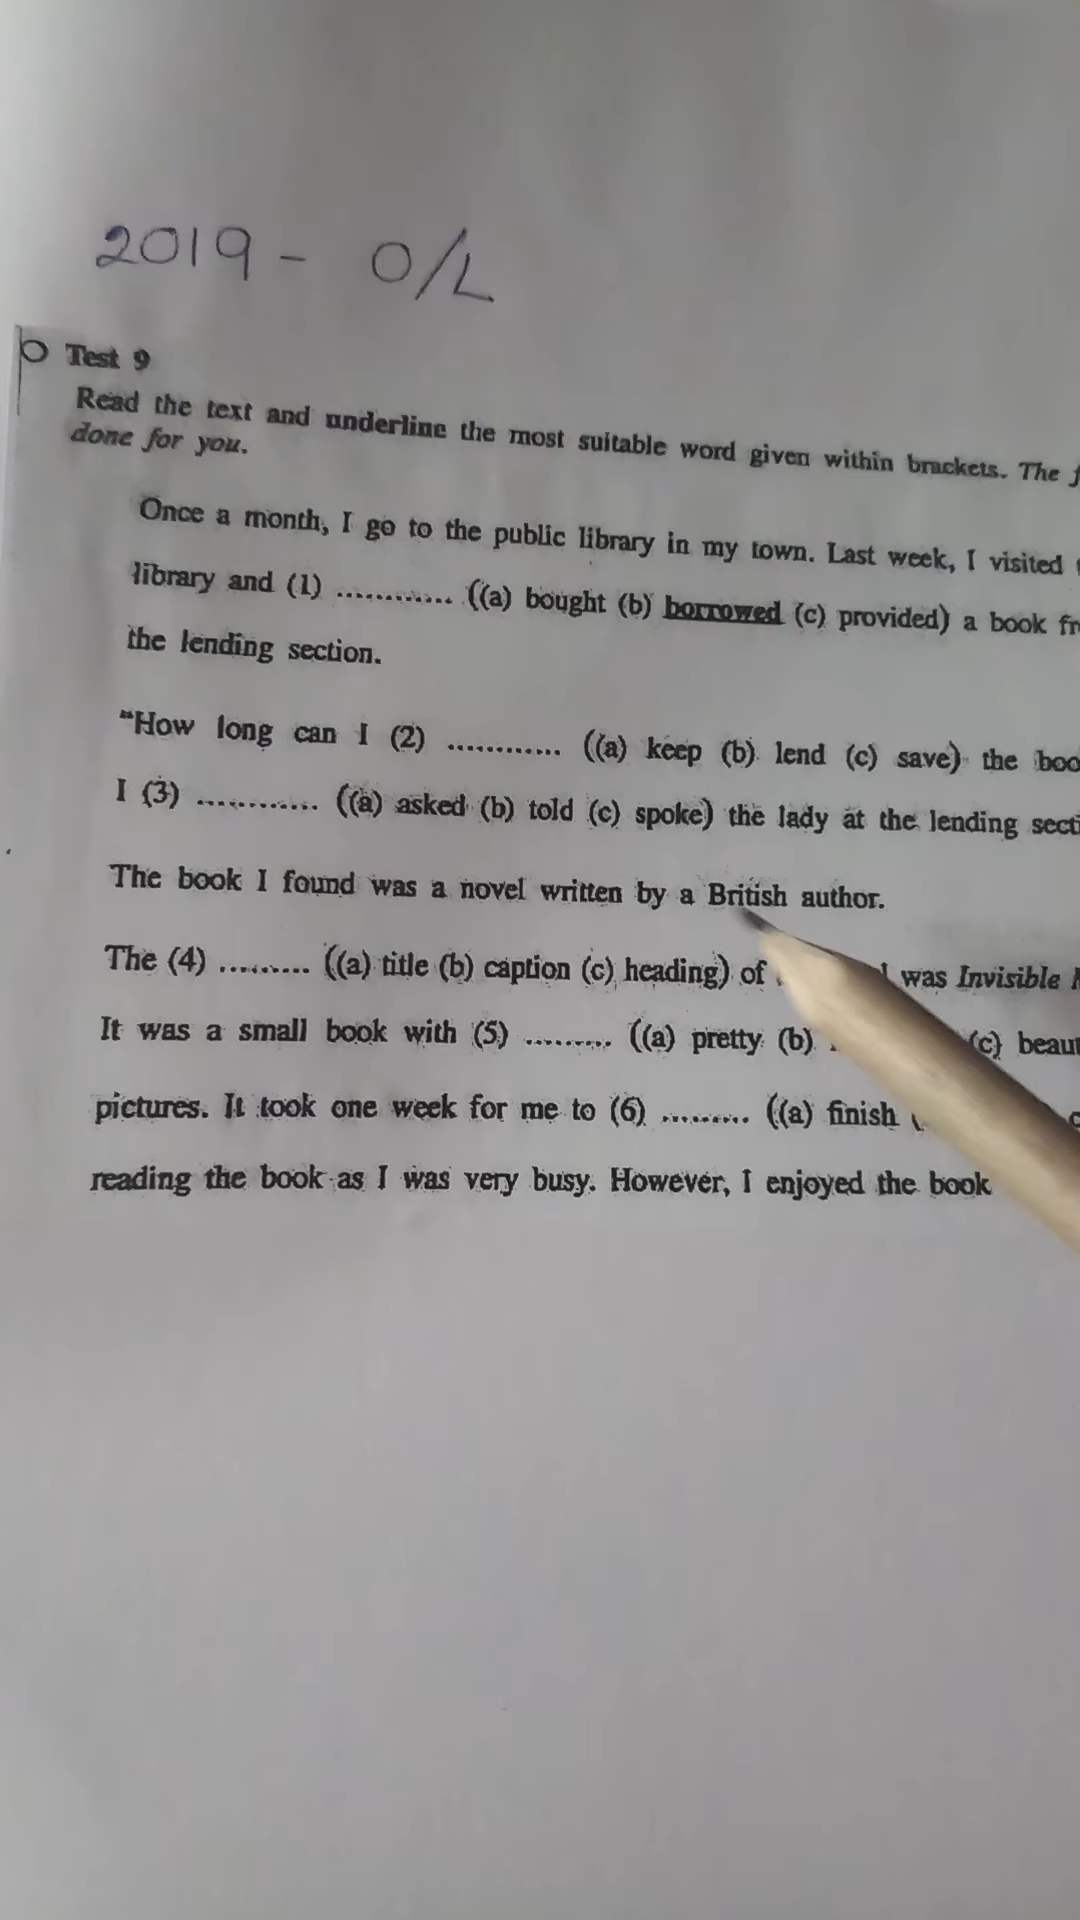 2019 - O/L
Test 9
Read the text and underline the most suitable word given within brackets. The
done for you.
Once a month, I go to the public library in my town. Last week, I visited
library and (1) ............ ((a) bought (b) borrowed (c) provided) a book
the lending section.
“How long can I (2) ............ ((a) keep (b) lend (c) save) the
I (3) ............ ((a) asked (b) told (c) spoke) the lady at the lending
The book I found was a novel written by a British author.
The (4) ......... ((a) title (b) caption (c) heading) of was Invisible
It was a small book with (5) ......... ((a) pretty (b) (c)
pictures. It took one week for me to (6) ......... ((a) finish
reading the book as I was very busy. However, I enjoyed the book